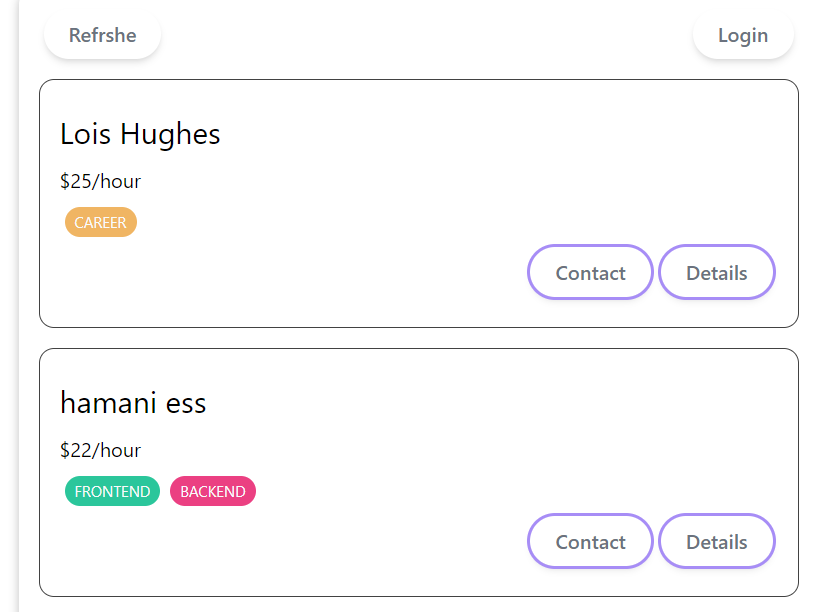 Refrshe Login
Lois Hughes
$25/hour
CAREER
Contact Details
hamani ess
$22/hour
FRONTEND BACKEND
Contact Details